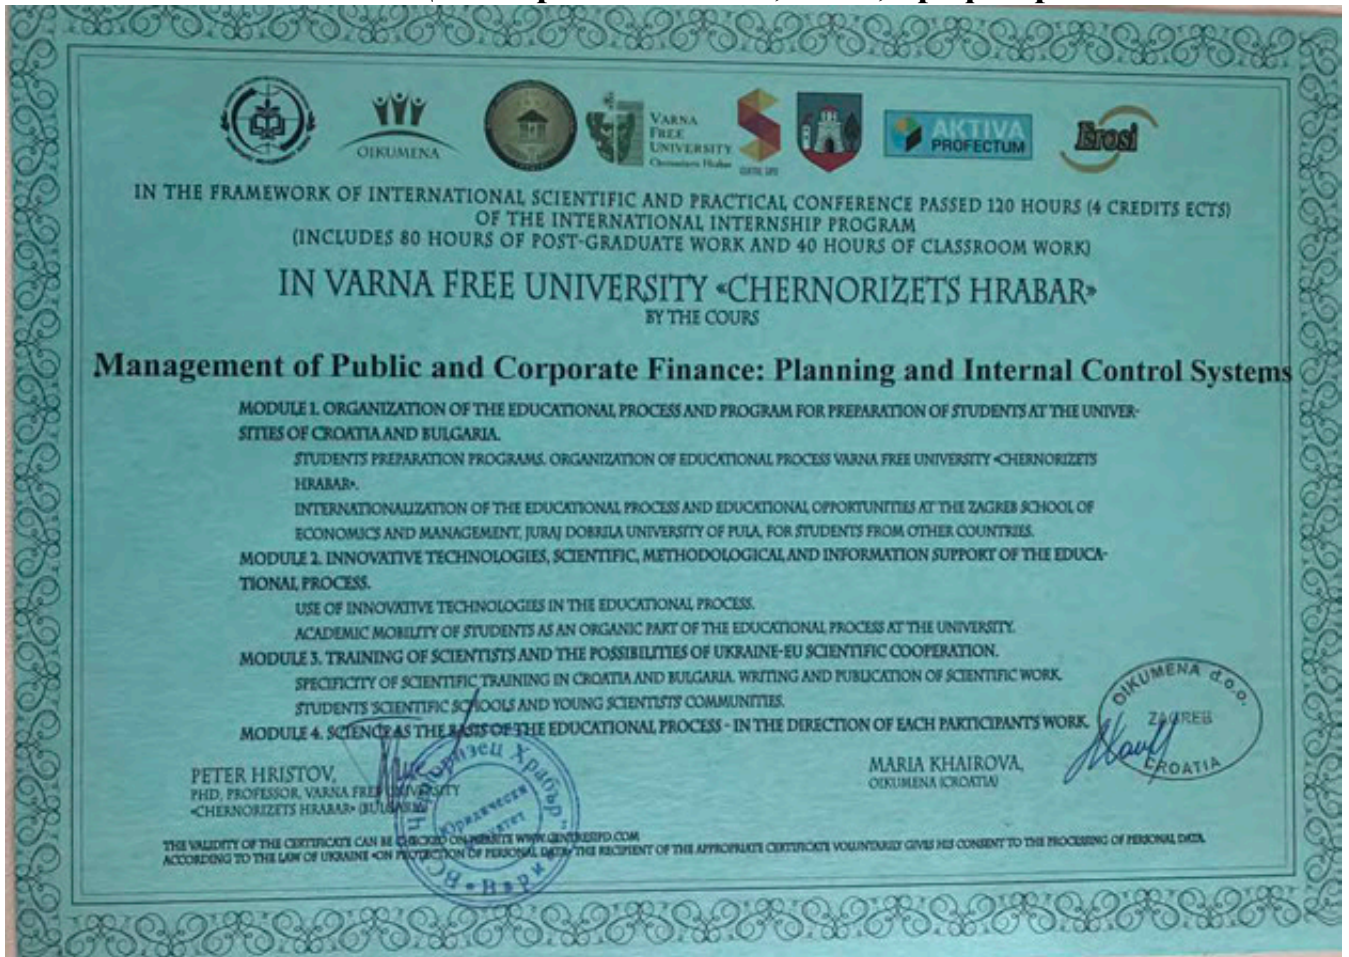 OIKUMENA
VARNA
FREE
UNIVERSITY
Chernorizets Hrabar
AKTIVA
PROFECTUM
Erosi
IN THE FRAMEWORK OF INTERNATIONAL SCIENTIFIC AND PRACTICAL CONFERENCE PASSED 120 HOURS (4 CREDITS ECTS)
OF THE INTERNATIONAL INTERNSHIP PROGRAM
(INCLUDES 80 HOURS OF POST-GRADUATE WORK AND 40 HOURS OF CLASSROOM WORK)
IN VARNA FREE UNIVERSITY «CHERNORIZETS HRABAR»
BY THE COURS
Management of Public and Corporate Finance: Planning and Internal Control Systems
MODULE 1. ORGANIZATION OF THE EDUCATIONAL PROCESS AND PROGRAM FOR PREPARATION OF STUDENTS AT THE UNIVER-
SITIES OF CROATIA AND BULGARIA.
STUDENTS PREPARATION PROGRAMS. ORGANIZATION OF EDUCATIONAL PROCESS VARNA FREE UNIVERSITY «CHERNORIZETS
HRABAR».
INTERNATIONALIZATION OF THE EDUCATIONAL PROCESS AND EDUCATIONAL OPPORTUNITIES AT THE ZAGREB SCHOOL OF
ECONOMICS AND MANAGEMENT, JURAJ DOBRILA UNIVERSITY OF PULA, FOR STUDENTS FROM OTHER COUNTRIES.
MODULE 2. INNOVATIVE TECHNOLOGIES, SCIENTIFIC, METHODOLOGICAL AND INFORMATION SUPPORT OF THE EDUCA-
TIONAL PROCESS.
USE OF INNOVATIVE TECHNOLOGIES IN THE EDUCATIONAL PROCESS.
ACADEMIC MOBILITY OF STUDENTS AS AN ORGANIC PART OF THE EDUCATIONAL PROCESS AT THE UNIVERSITY.
MODULE 3. TRAINING OF SCIENTISTS AND THE POSSIBILITIES OF UKRAINE-EU SCIENTIFIC COOPERATION.
SPECIFICITY OF SCIENTIFIC TRAINING IN CROATIA AND BULGARIA. WRITING AND PUBLICATION OF SCIENTIFIC WORK.
STUDENTS' SCIENTIFIC SCHOOLS AND YOUNG SCIENTISTS' COMMUNITIES.
MODULE 4. SCIENCE AS THE BASIS OF THE EDUCATIONAL PROCESS - IN THE DIRECTION OF EACH PARTICIPANT'S WORK.
OIKUMENA d.o.o.
ZAGREB
CROATIA
PETER HRISTOV,
PHD, PROFESSOR, VARNA FREE UNIVERSITY
«CHERNORIZETS HRABAR» (BULGARIA)
MARIA KHAIROVA,
OIKUMENA (CROATIA)
Черноризец Храбър
Юридически
Варна
THE VALIDITY OF THE CERTIFICATE CAN BE CHECKED ON WEBSITE WWW.CENTRESIPD.COM
ACCORDING TO THE LAW OF UKRAINE «ON PROTECTION OF PERSONAL DATA» THE RECIPIENT OF THE APPROPRIATE CERTIFICATE VOLUNTARILY GIVES HIS CONSENT TO THE PROCESSING OF PERSONAL DATA.